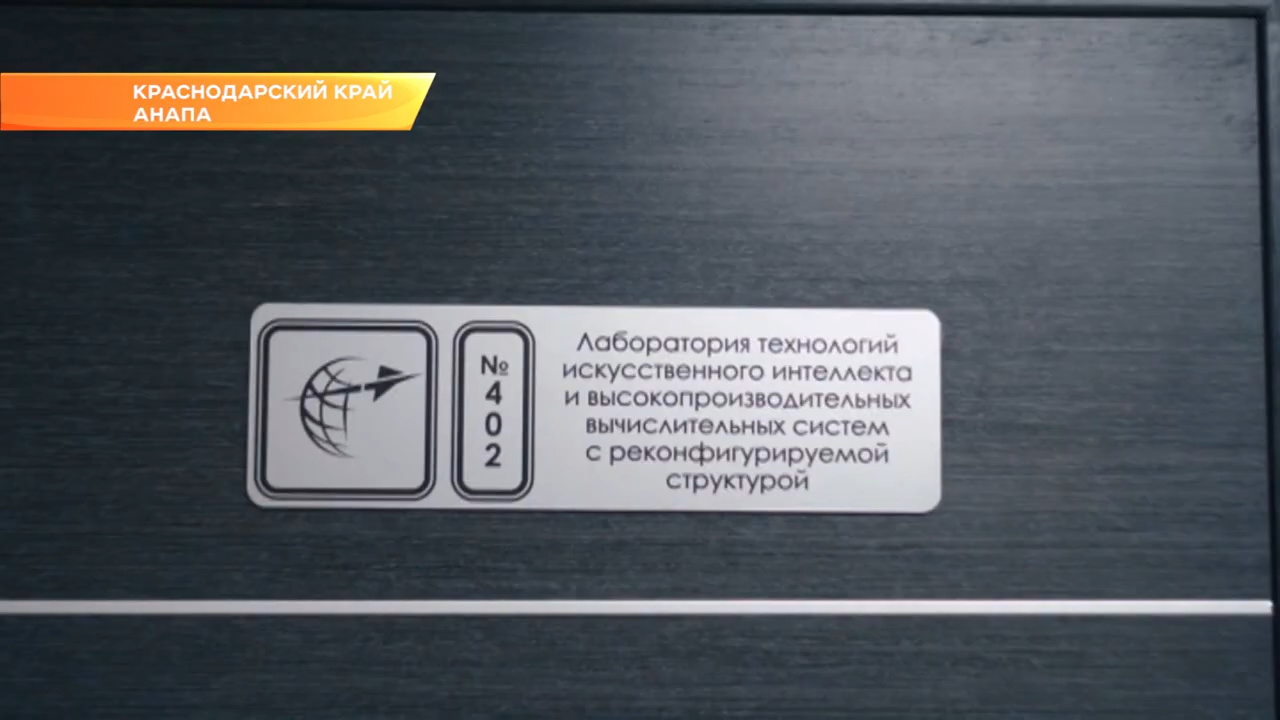 КРАСНОДАРСКИЙ КРАЙ
АНАПА
№
4
0
2
Лаборатория технологий
искусственного интеллекта
и высокопроизводительных
вычислительных систем
с реконфигурируемой
структурой